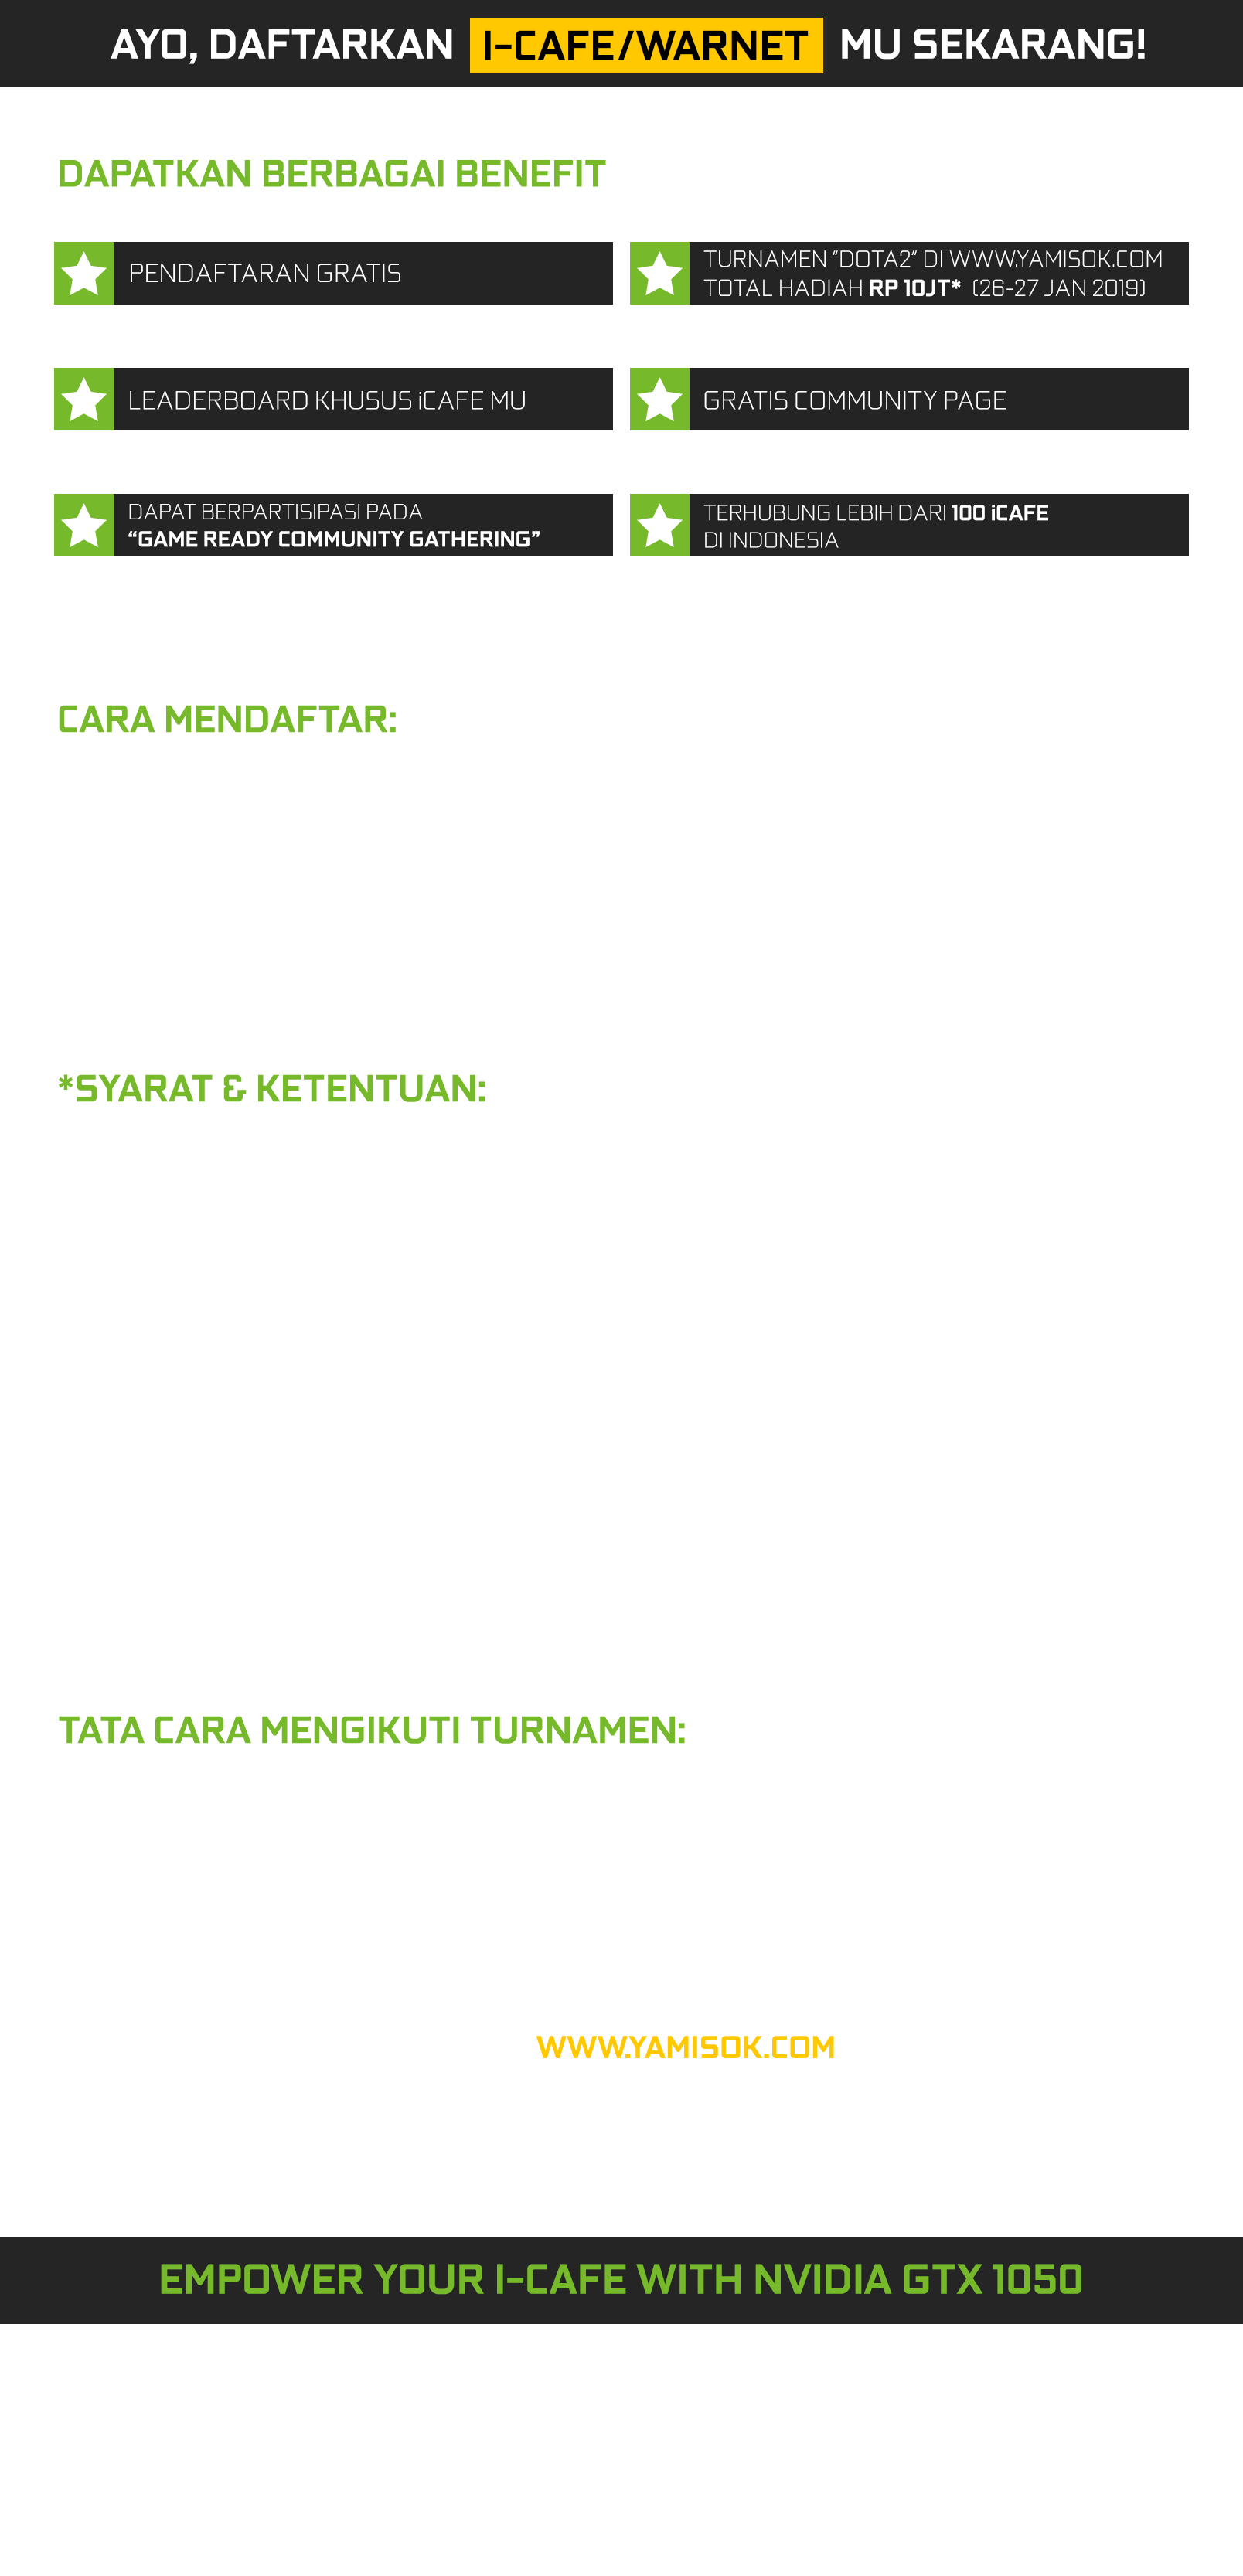 AYO, DAFTARKAN I-CAFE/WARNET MU SEKARANG!
DAPATKAN BERBAGAI BENEFIT
PENDAFTARAN GRATIS
TURNAMEN “DOTA2” DI WWW.YAMISOK.COM
TOTAL HADIAH RP 10JT* (26-27 JAN 2019)
LEADERBOARD KHUSUS iCAFE MU
GRATIS COMMUNITY PAGE
DAPAT BERPARTISIPASI PADA
“GAME READY COMMUNITY GATHERING”
TERHUBUNG LEBIH DARI 100 iCAFE
DI INDONESIA
CARA MENDAFTAR:
*SYARAT & KETENTUAN:
TATA CARA MENGIKUTI TURNAMEN:
WWW.YAMISOK.COM
EMPOWER YOUR I-CAFE WITH NVIDIA GTX 1050